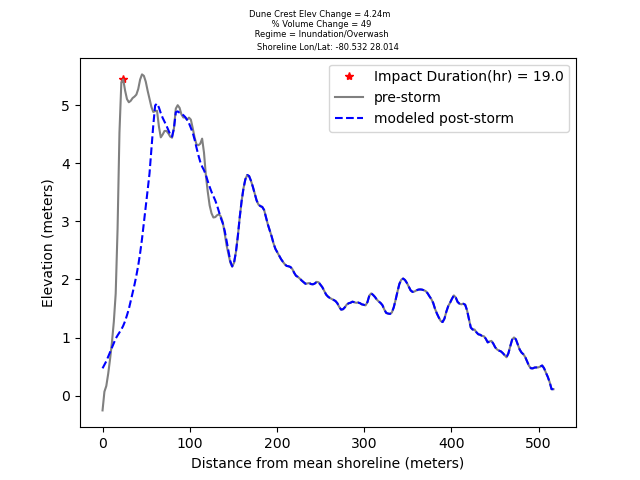 Dune Crest Elev Change = 4.24m
% Volume Change = 49
Regime = Inundation/Overwash
Shoreline Lon/Lat: -80.532 28.014
Impact Duration(hr) = 19.0
pre-storm
modeled post-storm
5
4
3
2
1
0
Elevation (meters)
0 100 200 300 400 500
Distance from mean shoreline (meters)